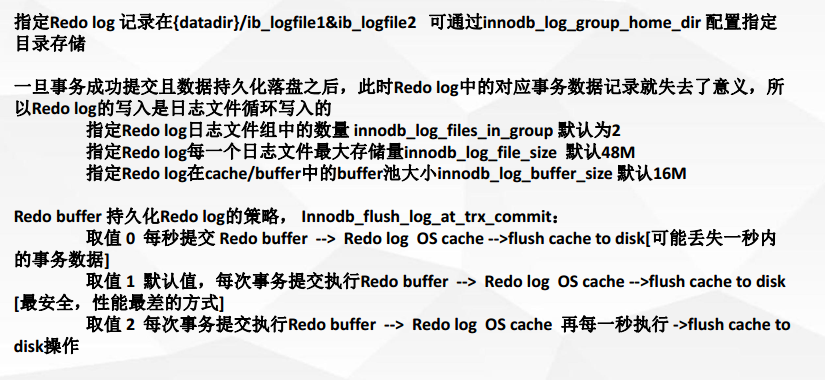 指定Redo log 记录在{datadir}/ib_logfile1&ib_logfile2 可通过innodb_log_group_home_dir 配置指定
目录存储
一旦事务成功提交且数据持久化落盘之后，此时Redo log中的对应事务数据记录就失去了意义，所
以Redo log的写入是日志文件循环写入的
指定Redo log日志文件组中的数量 innodb_log_files_in_group 默认为2
指定Redo log每一个日志文件最大存储量innodb_log_file_size 默认48M
指定Redo log在cache/buffer中的buffer池大小innodb_log_buffer_size 默认16M
Redo buffer 持久化Redo log的策略， Innodb_flush_log_at_trx_commit：
取值 0 每秒提交 Redo buffer --> Redo log OS cache -->flush cache to disk[可能丢失一秒内
的事务数据]
取值 1 默认值，每次事务提交执行Redo buffer --> Redo log OS cache -->flush cache to disk
[最安全，性能最差的方式]
取值 2 每次事务提交执行Redo buffer --> Redo log OS cache 再每一秒执行 ->flush cache to
disk操作